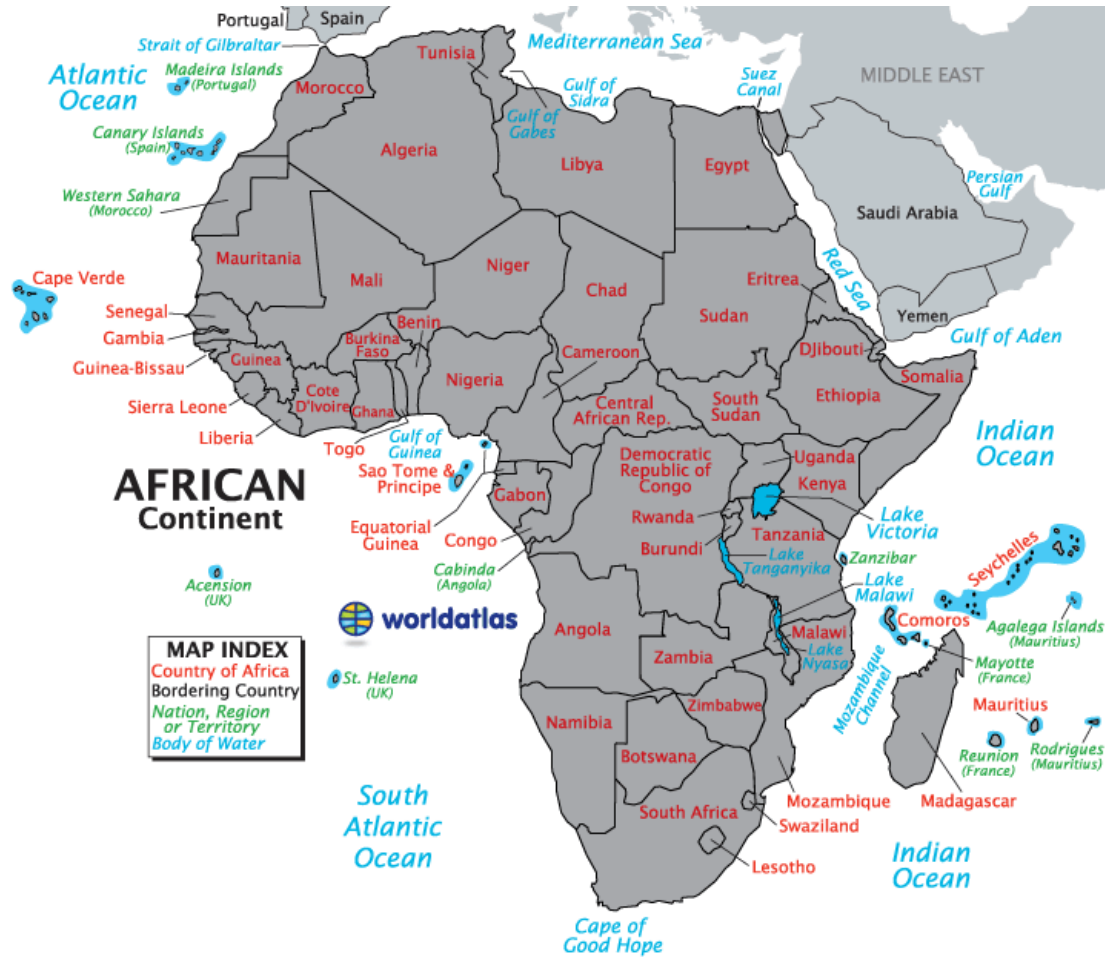 Portugal
Spain
Strait of Gilbraltar
Mediterranean Sea
Tunisia
Atlantic
Ocean
Madeira Islands
(Portugal)
Morocco
Gulf of
Sidra
Suez
Canal
MIDDLE EAST
Gulf of
Gabes
Canary Islands
(Spain)
Algeria
Libya
Egypt
Persian
Gulf
Western Sahara
(Morocco)
Saudi Arabia
Mauritania
Mali
Niger
Chad
Eritrea
Red Sea
Cape Verde
Senegal
Gambia
Guinea-Bissau
Benin
Burkina
Faso
Sudan
Yemen
Gulf of Aden
Guinea
Cameroon
DJibouti
Somalia
Nigeria
Cote
D'Ivoire
Ghana
Sierra Leone
Liberia
Togo
Gulf of
Guinea
Central
African Rep.
South
Sudan
Ethiopia
Indian
Ocean
AFRICAN
Continent
Sao Tome &
Principe
Gabon
Democratic
Republic of
Congo
Uganda
Kenya
Equatorial
Guinea
Congo
Rwanda
Burundi
Tanzania
Lake
Victoria
Cabinda
(Angola)
Lake
Tanganyika
Zanzibar
Seychelles
Acension
(UK)
Lake
Malawi
worldatlas
Angola
Malawi
Comoros
Agalega Islands
(Mauritius)
Zambia
Lake
Nyasa
Mayotte
(France)
St. Helena
(UK)
Mozambique
Channel
MAP INDEX
Country of Africa
Bordering Country
Nation, Region
or Territory
Body of Water
Namibia
Zimbabwe
Mauritius
Botswana
Reunion
(France)
Rodrigues
(Mauritius)
South
Atlantic
Ocean
South Africa
Mozambique
Swaziland
Madagascar
Lesotho
Indian
Ocean
Cape of
Good Hope